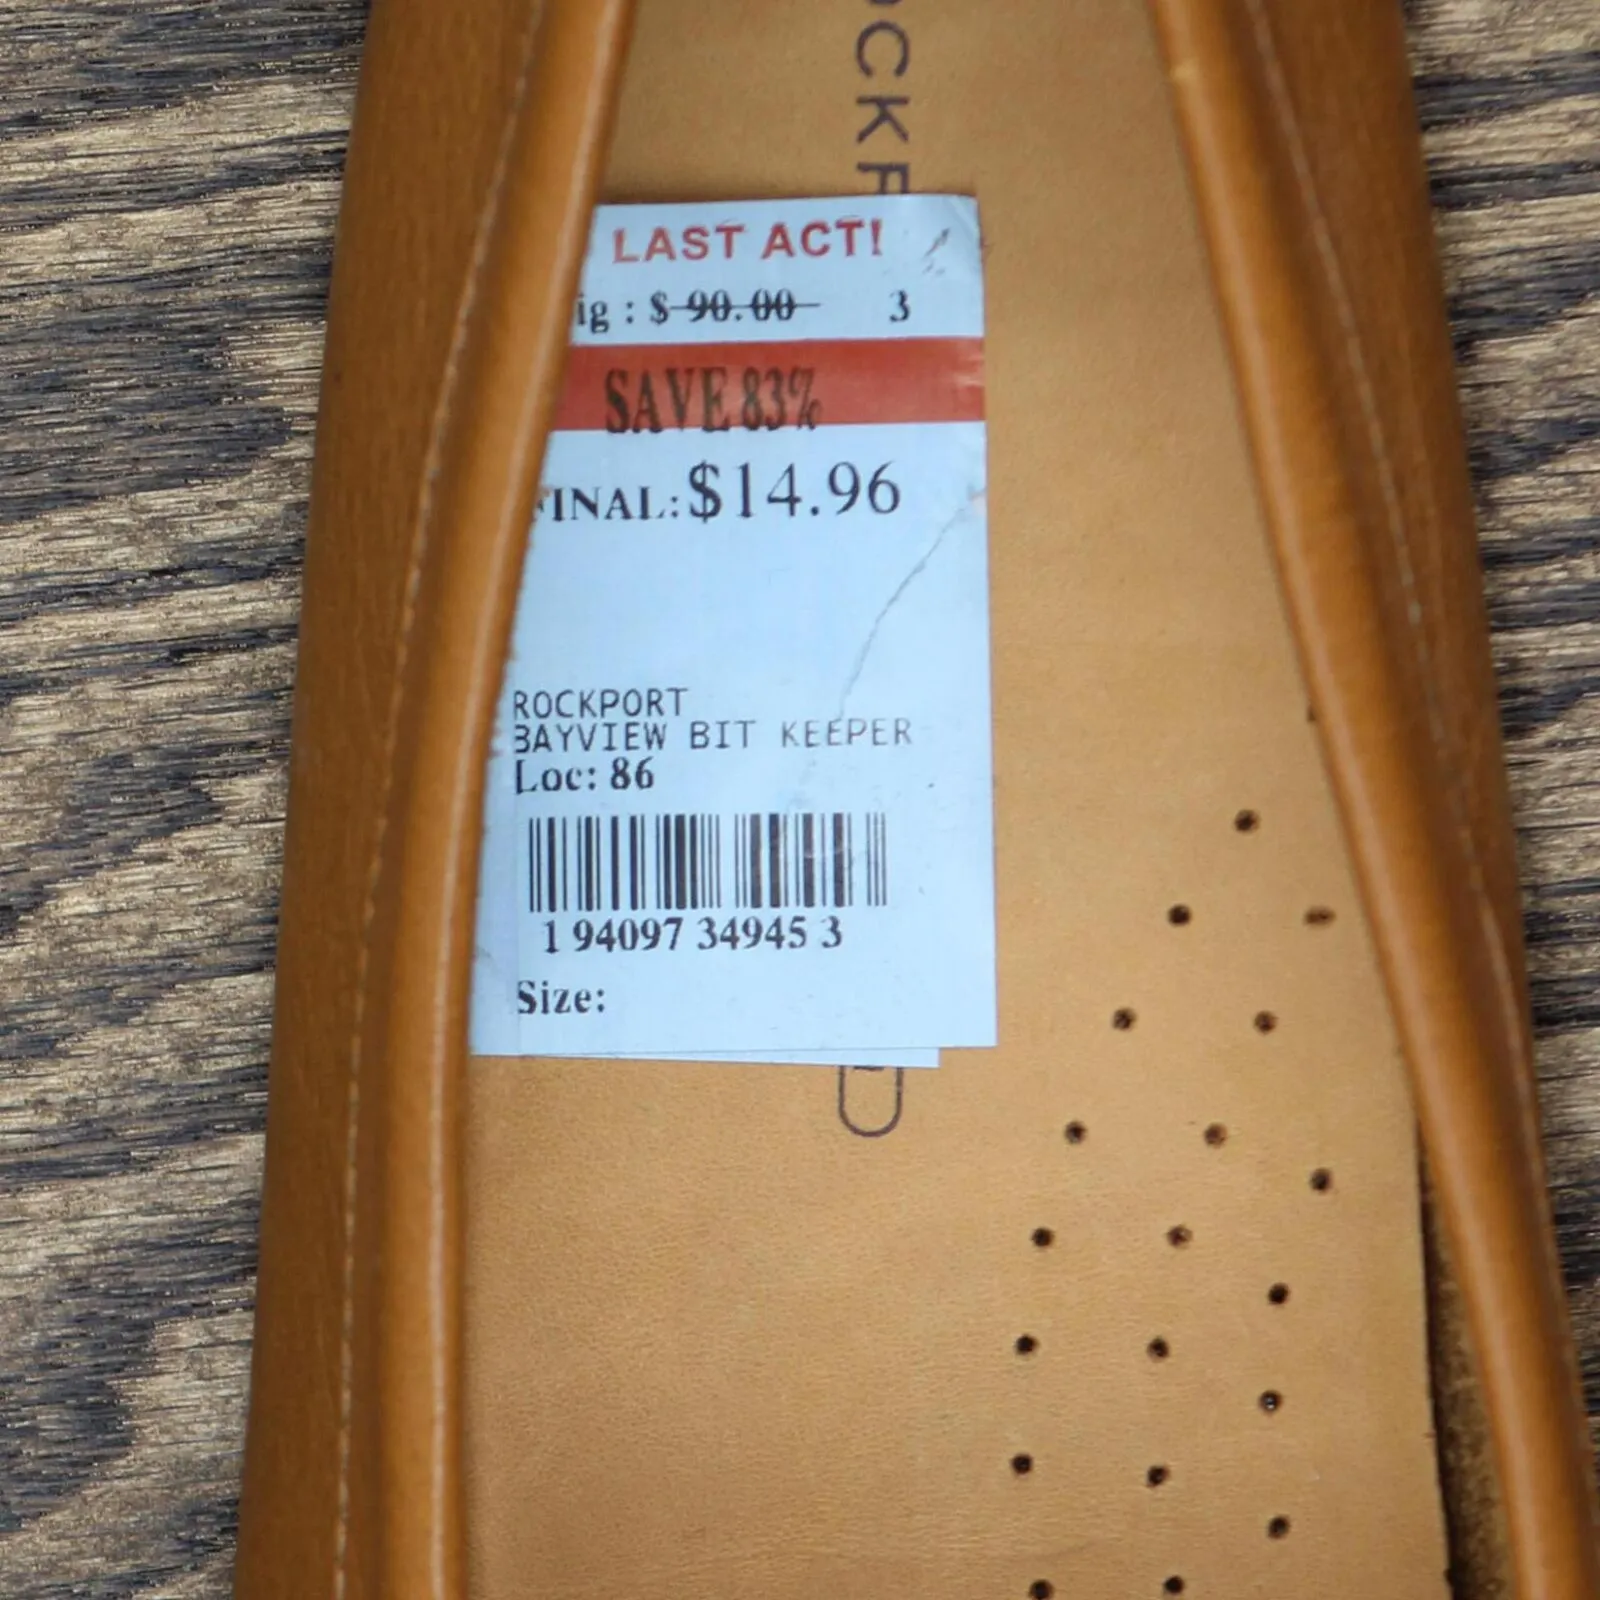 OCKP
LAST ACT!
ig : $ 90.00 3
SAVE 83%
FINAL: $14.96
ROCKPORT
BAYVIEW BIT KEEPER
Loc: 86
1 94097 34945 3
Size: